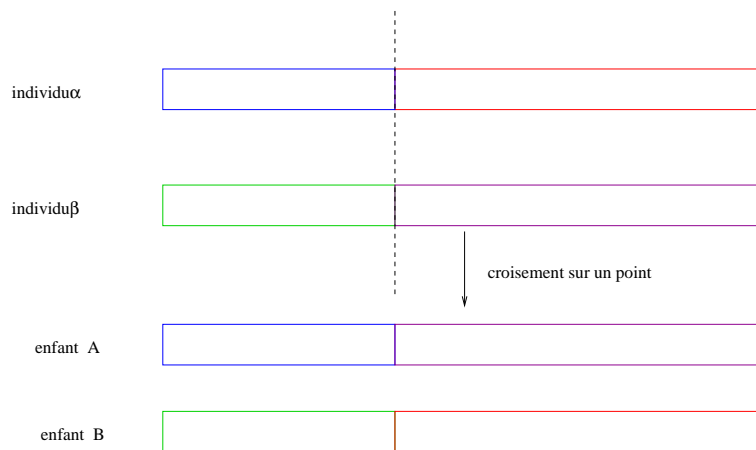 individuα
individuβ
croisement sur un point
enfant A
enfant B